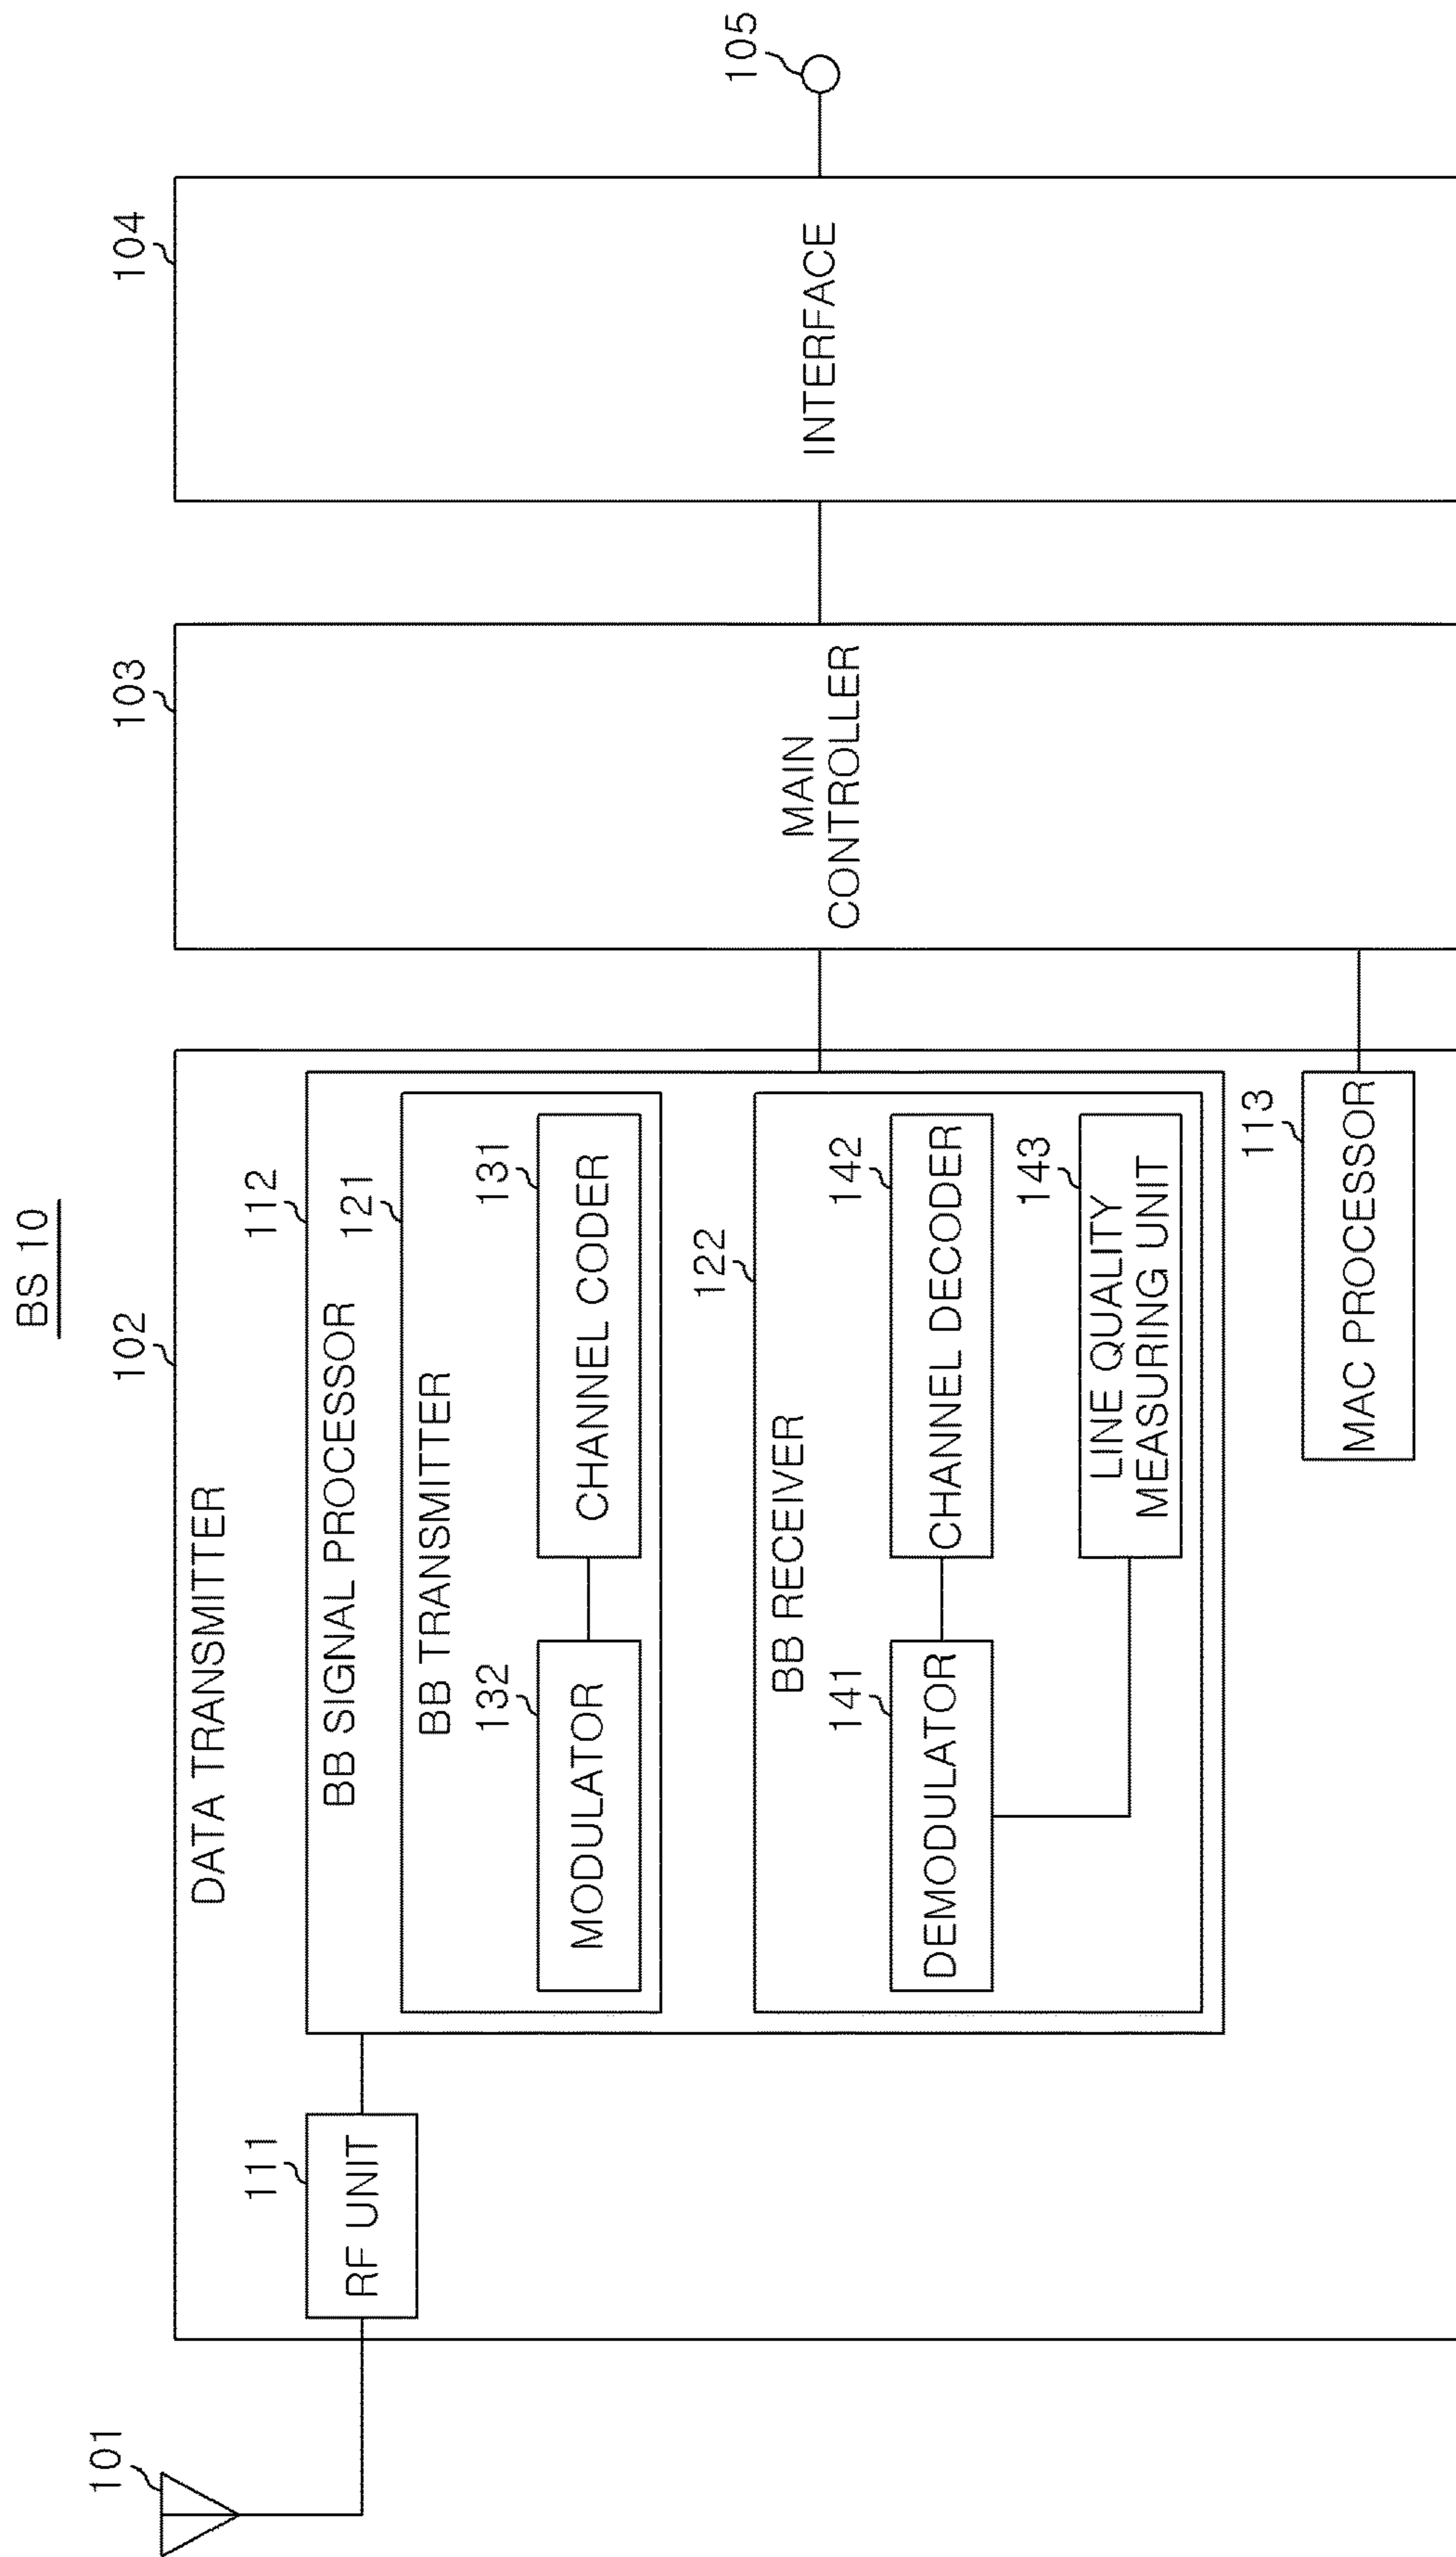 BS 10
101
102
DATA TRANSMITTER
111
RF UNIT
112
BB SIGNAL PROCESSOR
121
BB TRANSMITTER
132
MODULATOR
131
CHANNEL CODER
122
BB RECEIVER
141
DEMODULATOR
142
CHANNEL DECODER
143
LINE QUALITY
MEASURING UNIT
113
MAC PROCESSOR
103
MAIN
CONTROLLER
104
INTERFACE
105